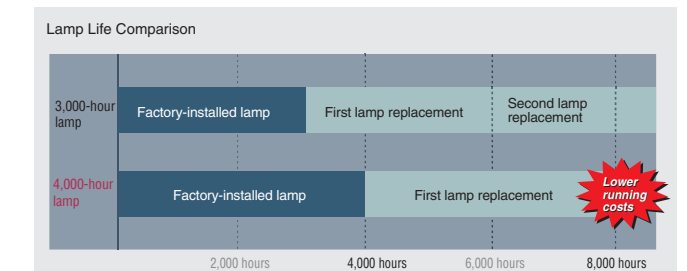 Lamp Life Comparison
3,000-hour
lamp
Factory-installed lamp
First lamp replacement
Second lamp
replacement
4,000-hour
lamp
Factory-installed lamp
First lamp replacement
Lower
running
costs
2,000 hours
4,000 hours
6,000 hours
8,000 hours